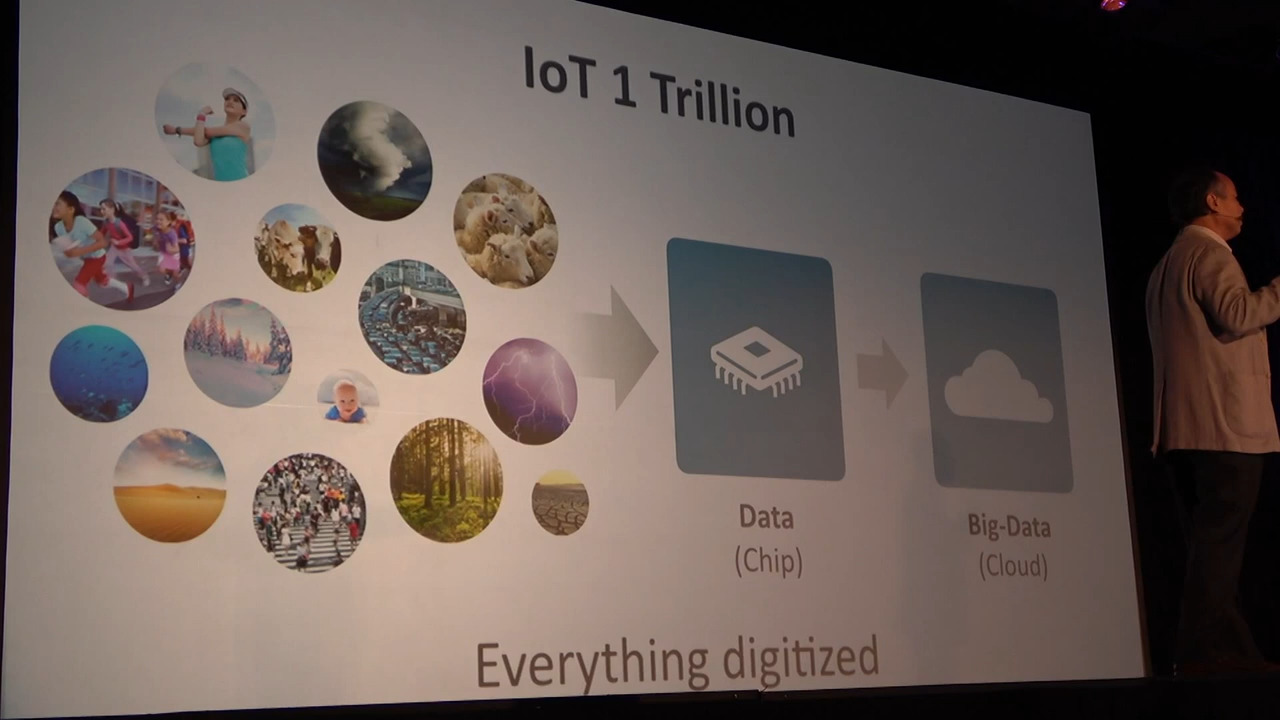 IoT 1 Trillion
Data
(Chip)
Big-Data
(Cloud)
Everything digitized